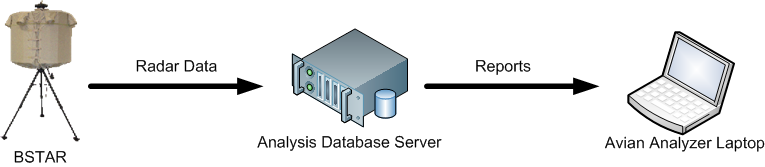 Radar Data
Reports
BSTAR
Analysis Database Server
Avian Analyzer Laptop